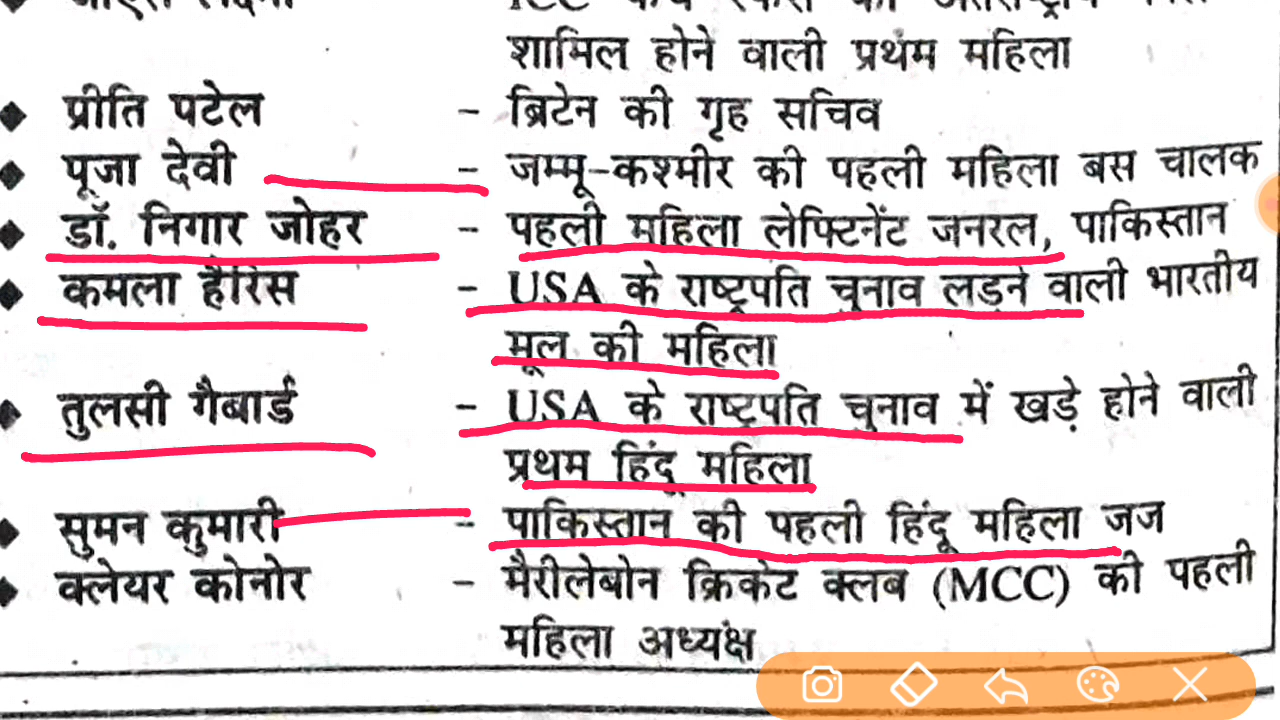 शामिल होने वाली प्रथम महिला
◆ प्रीति पटेल - ब्रिटेन की गृह सचिव
◆ पूजा देवी - जम्मू-कश्मीर की पहली महिला बस चालक
◆ डॉ. निगार जोहर - पहली महिला लेफ्टिनेंट जनरल, पाकिस्तान
◆ कमला हैरिस - USA के राष्ट्रपति चुनाव लड़ने वाली भारतीय
मूल की महिला
◆ तुलसी गैबार्ड - USA के राष्ट्रपति चुनाव में खड़े होने वाली
प्रथम हिंदू महिला
◆ सुमन कुमारी - पाकिस्तान की पहली हिंदू महिला जज
◆ क्लेयर कोनोर - मैरीलेबोन क्रिकेट क्लब (MCC) की पहली
महिला अध्यक्ष